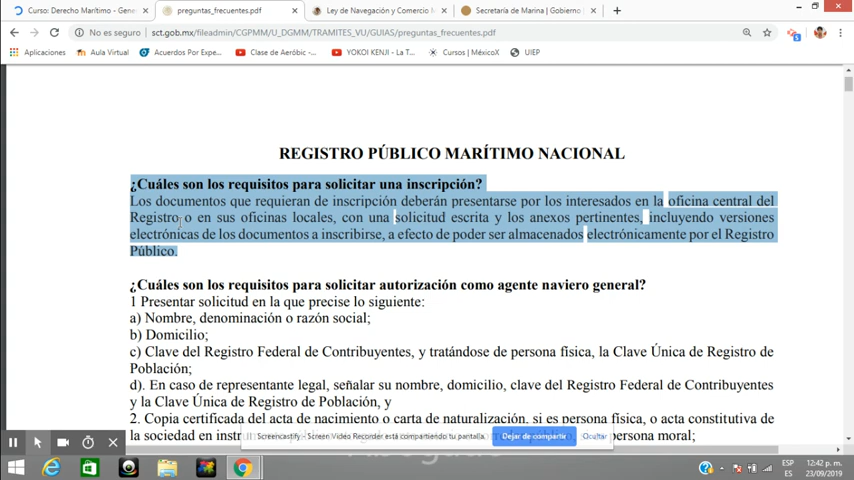 Curso: Derecho Marítimo - Gene
preguntas_frecuentes.pdf
Ley de Navegación y Comercio M
Secretaría de Marina | Gobierno
No es seguro | sct.gob.mx/fileadmin/CGPMM/U_DGMM/TRAMITES_VU/GUIAS/preguntas_frecuentes.pdf
Aplicaciones
Aula Virtual
Acuerdos Por Expe...
Clase de Aeróbic -...
YOKOI KENJI - La T...
Cursos |MéxicoX
UIEP
REGISTRO PÚBLICO MARÍTIMO NACIONAL
¿Cuáles son los requisitos para solicitar una inscripción?
Los documentos que requieran de inscripción deberán presentarse por los interesados en la oficina central del
Registro o en sus oficinas locales, con una solicitud escrita y los anexos pertinentes, incluyendo versiones
electrónicas de los documentos a inscribirse, a efecto de poder ser almacenados electrónicamente por el Registro
Público.
¿Cuáles son los requisitos para solicitar autorización como agente naviero general?
1 Presentar solicitud en la que precise lo siguiente:
a) Nombre, denominación o razón social;
b) Domicilio;
c) Clave del Registro Federal de Contribuyentes, y tratándose de persona física, la Clave Única de Registro de
Población;
d). En caso de representante legal, señalar su nombre, domicilio, clave del Registro Federal de Contribuyentes
y la Clave Única de Registro de Población, y
2. Copia certificada del acta de nacimiento o carta de naturalización, si es persona física, o acta constitutiva de
la sociedad en instr
persona moral;
Screencastify - Screen Video Recorder está compartiendo tu pantalla.
Dejar de compartir
Ocultar
ESP
ES
12:42 p. m.
23/09/2019